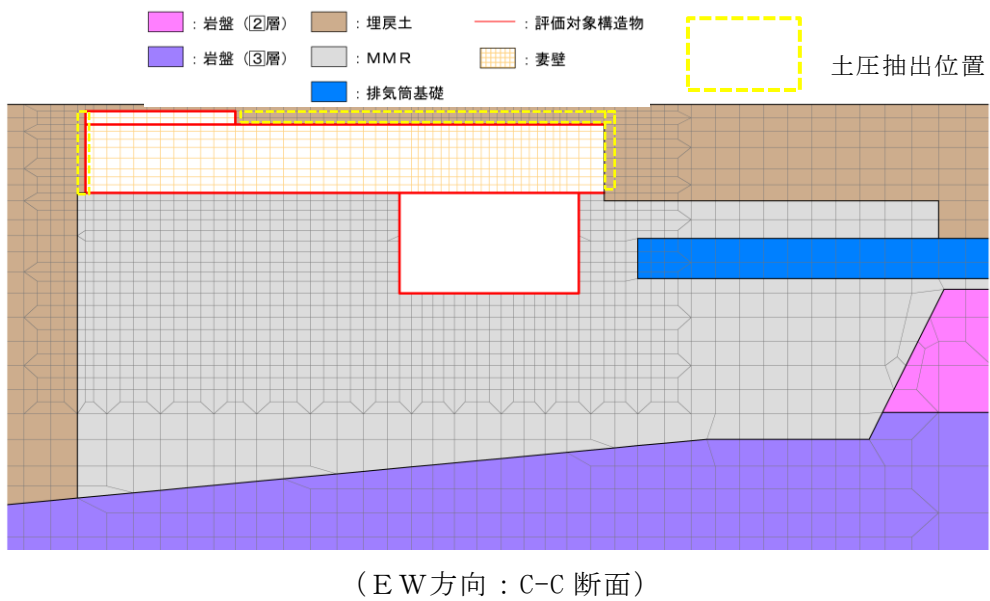 ：岩盤（2層） ：埋戻土 ：評価対象構造物
：岩盤（3層） ：MMR ：妻壁
：排気筒基礎
土圧抽出位置
（EW方向：C-C 断面）